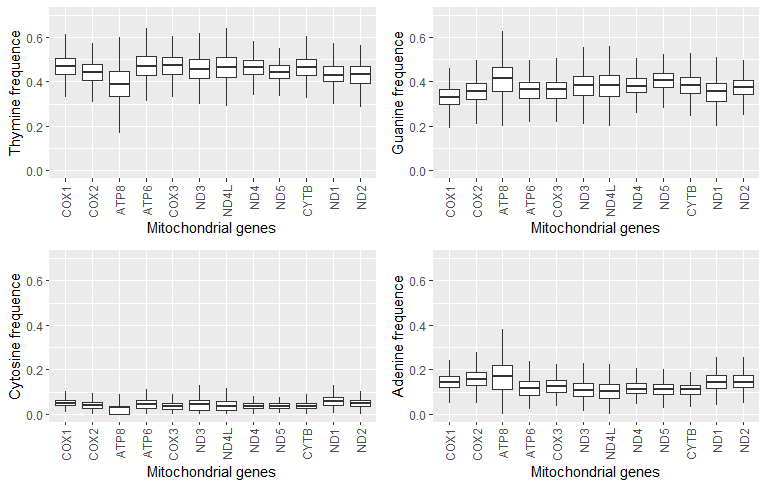 Thymine frequence
0.6
0.4
0.2
0.0
COX1
COX2
ATP8
ATP6
COX3
ND3
ND4L
ND4
ND5
CYTB
ND1
ND2
Mitochondrial genes
Guanine frequence
0.6
0.4
0.2
0.0
COX1
COX2
ATP8
ATP6
COX3
ND3
ND4L
ND4
ND5
CYTB
ND1
ND2
Mitochondrial genes
Cytosine frequence
0.6
0.4
0.2
0.0
COX1
COX2
ATP8
ATP6
COX3
ND3
ND4L
ND4
ND5
CYTB
ND1
ND2
Mitochondrial genes
Adenine frequence
0.6
0.4
0.2
0.0
COX1
COX2
ATP8
ATP6
COX3
ND3
ND4L
ND4
ND5
CYTB
ND1
ND2
Mitochondrial genes